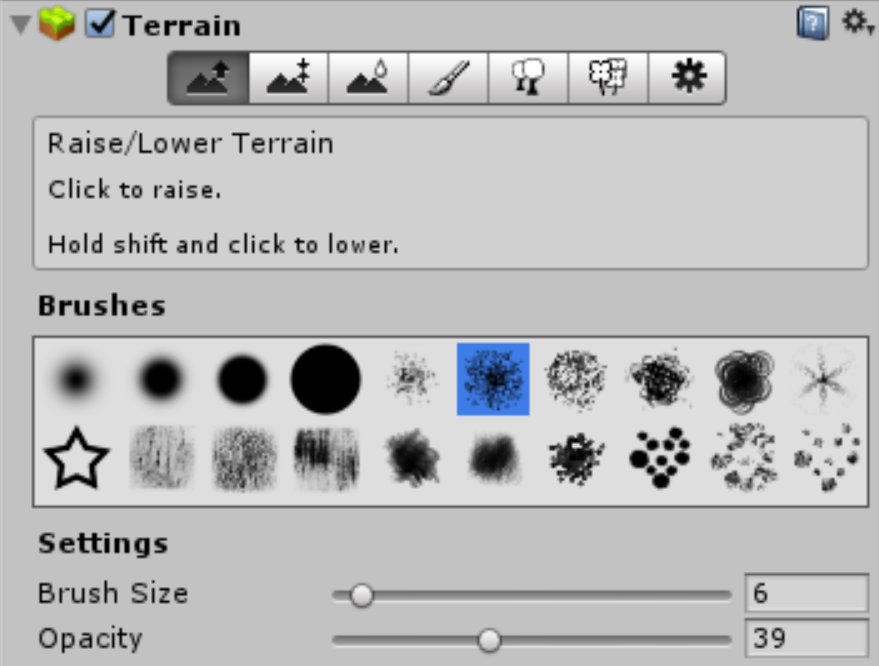 Terrain
Raise/Lower Terrain
Click to raise.
Hold shift and click to lower.
Brushes
Settings
Brush Size 6
Opacity 39